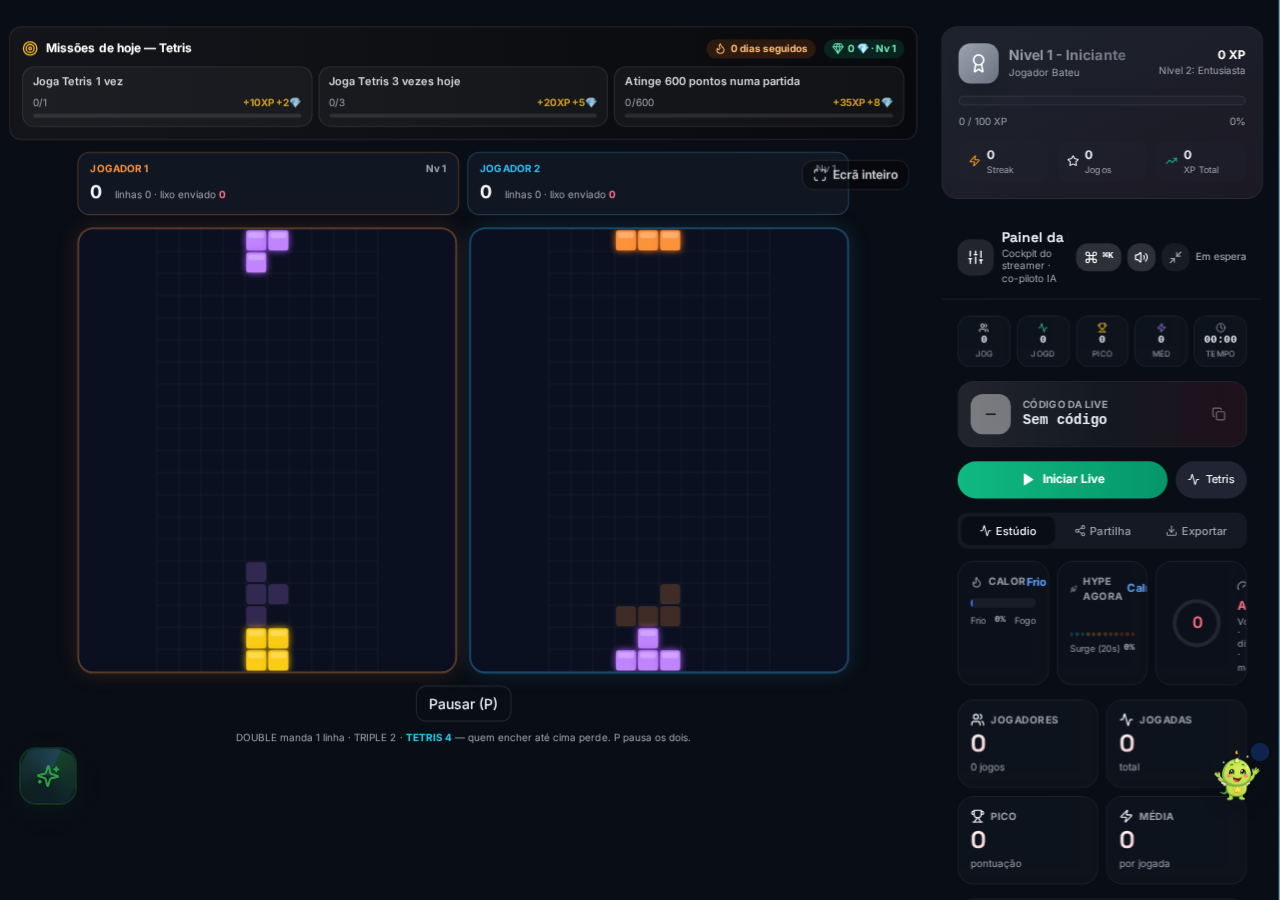 Missões de hoje — Tetris
0 dias seguidos
0 💎 · Nv 1
Joga Tetris 1 vez
0/1
+10XP +2💎
Joga Tetris 3 vezes hoje
0/3
+20XP +5💎
Atinge 600 pontos numa partida
0/600
+35XP +8💎
JOGADOR 1
Nv 1
0 linhas 0 · lixo enviado 0
JOGADOR 2
Nv 1
0 linhas 0 · lixo enviado 0
Ecrã inteiro
Pausar (P)
DOUBLE manda 1 linha · TRIPLE 2 · TETRIS 4 — quem encher até cima perde. P pausa os dois.
Nível 1 - Iniciante
0 XP
Jogador Bateu
Nível 2: Entusiasta
0 / 100 XP
0%
0
Streak
0
Jogos
0
XP Total
Painel da
Cockpit do
streamer ·
co-piloto IA
⌘K
Em espera
0
JOG
0
JOGD
0
PICO
0
MÉD
00:00
TEMPO
—
CÓDIGO DA LIVE
Sem código
Iniciar Live
Tetris
Estúdio
Partilha
Exportar
CALOR Frio
Frio 0% Fogo
HYPE
AGORA
Surge (20s) 0%
0
JOGADORES
0
0 jogos
JOGADAS
0
total
PICO
0
pontuação
MÉDIA
0
por jogada